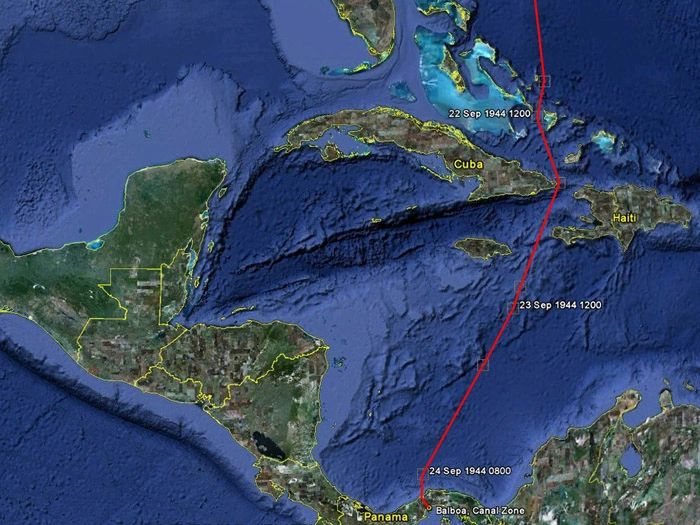 22 Sep 1944 1200
Cuba
Haiti
23 Sep 1944 1200
24 Sep 1944 0800
Balboa, Canal Zone
Panama